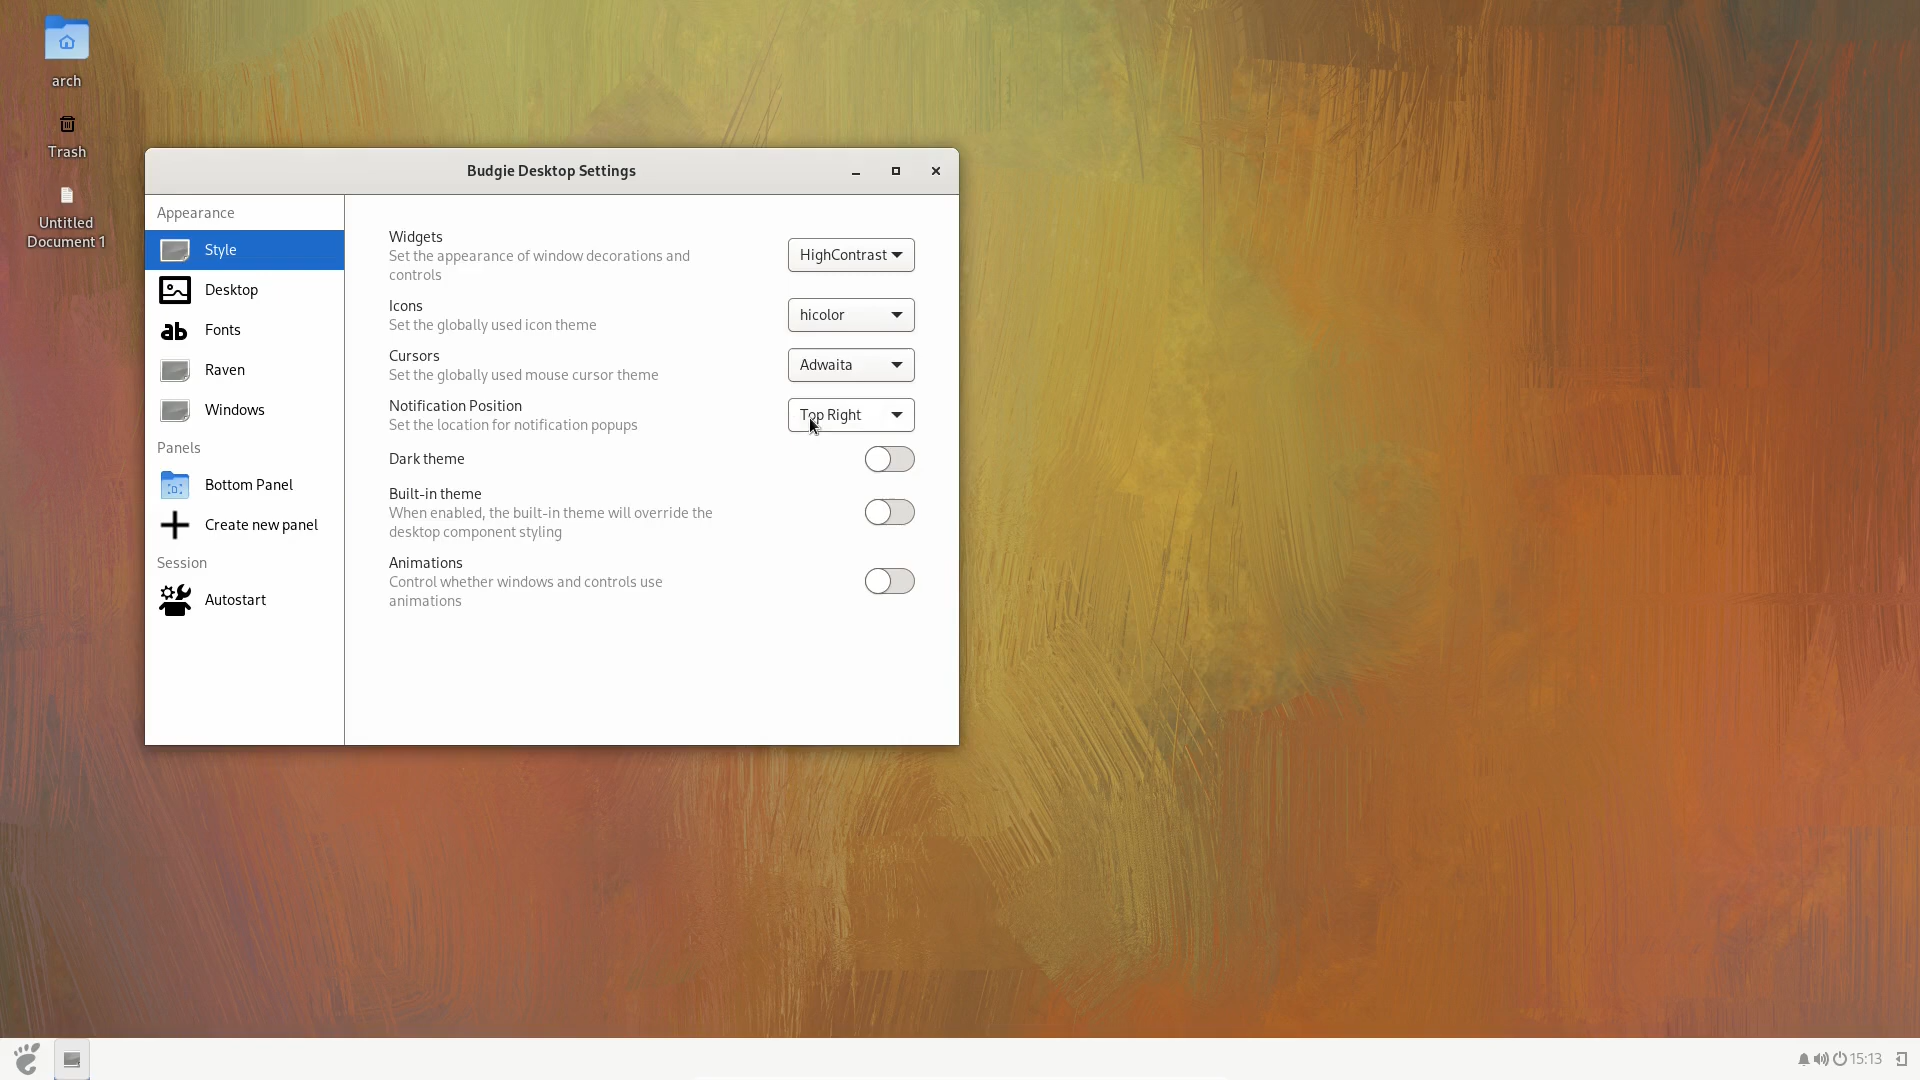 arch
Trash
Untitled
Document 1
Budgie Desktop Settings
Appearance
Style
Desktop
ab Fonts
Raven
Windows
Panels
Bottom Panel
Create new panel
Session
Autostart
Widgets
Set the appearance of window decorations and
controls
HighContrast
Icons
Set the globally used icon theme
hicolor
Cursors
Set the globally used mouse cursor theme
Adwaita
Notification Position
Set the location for notification popups
Top Right
Dark theme
Built-in theme
When enabled, the built-in theme will override the
desktop component styling
Animations
Control whether windows and controls use
animations
15:13